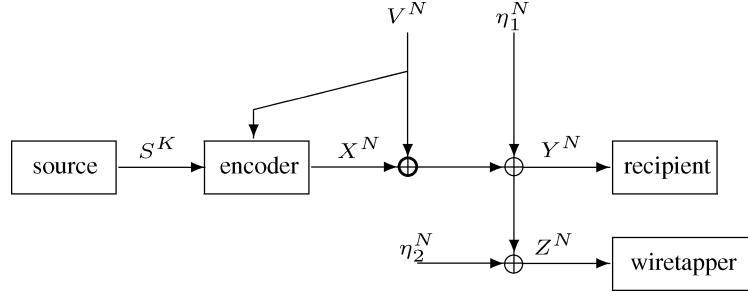 V^N η_1^N
source S^K encoder X^N Y^N recipient
η_2^N Z^N wiretapper